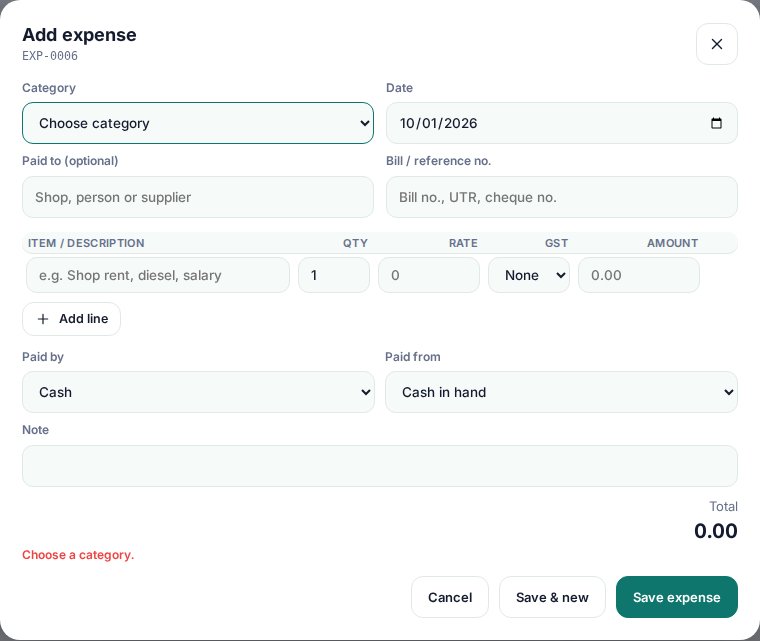 Add expense
EXP-0006
Category Date
Choose category 10/01/2026
Paid to (optional) Bill / reference no.
Shop, person or supplier Bill no., UTR, cheque no.
ITEM / DESCRIPTION QTY RATE GST AMOUNT
e.g. Shop rent, diesel, salary 1 0 None 0.00
+ Add line
Paid by Paid from
Cash Cash in hand
Note
Total
0.00
Choose a category.
Cancel Save & new Save expense